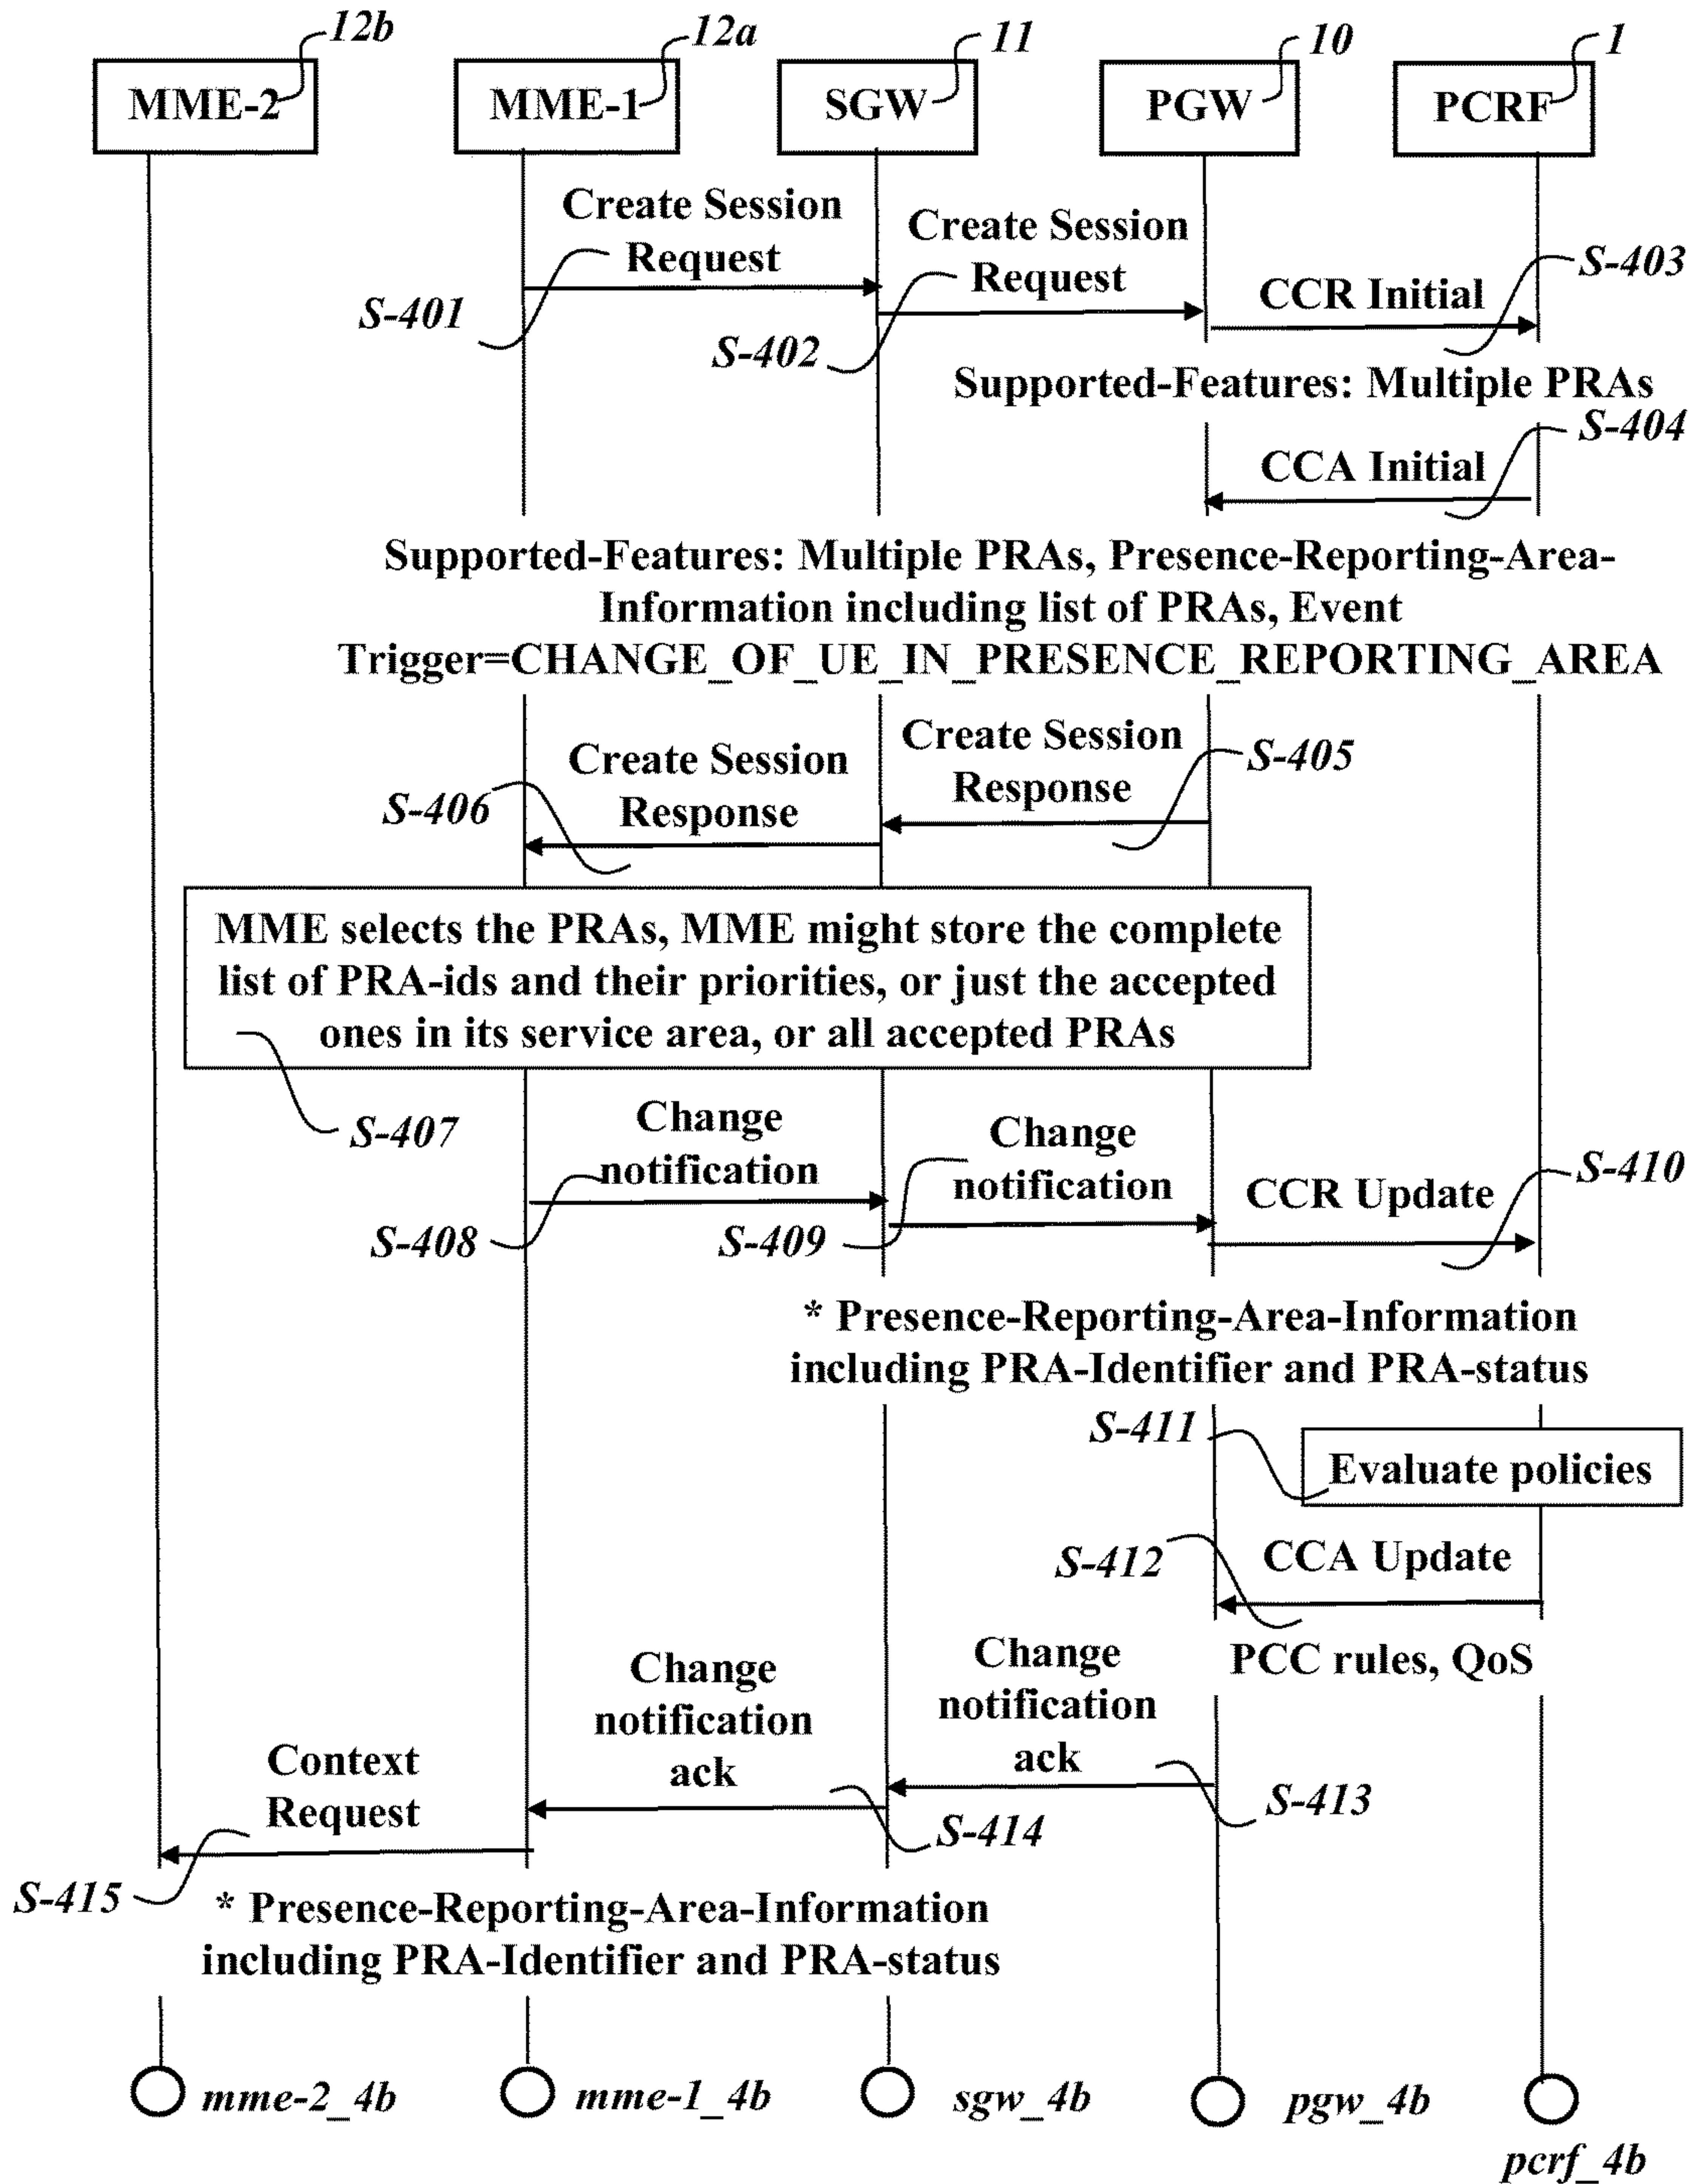 12b
12a
11
10
1
MME-2
MME-1
SGW
PGW
PCRF
Create Session
Request
S-401
Create Session
Request
S-402
CCR Initial
S-403
Supported-Features: Multiple PRAs
S-404
CCA Initial
Supported-Features: Multiple PRAs, Presence-Reporting-Area-
Information including list of PRAs, Event
Trigger=CHANGE_OF_UE_IN_PRESENCE_REPORTING_AREA
Create Session
Response
S-405
Create Session
Response
S-406
MME selects the PRAs, MME might store the complete
list of PRA-ids and their priorities, or just the accepted
ones in its service area, or all accepted PRAs
S-407
Change
notification
S-408
Change
notification
S-409
CCR Update
S-410
* Presence-Reporting-Area-Information
including PRA-Identifier and PRA-status
S-411
Evaluate policies
S-412
CCA Update
PCC rules, QoS
Change
notification
ack
S-413
Change
notification
ack
S-414
Context
Request
S-415
* Presence-Reporting-Area-Information
including PRA-Identifier and PRA-status
mme-2_4b
mme-1_4b
sgw_4b
pgw_4b
pcrf_4b